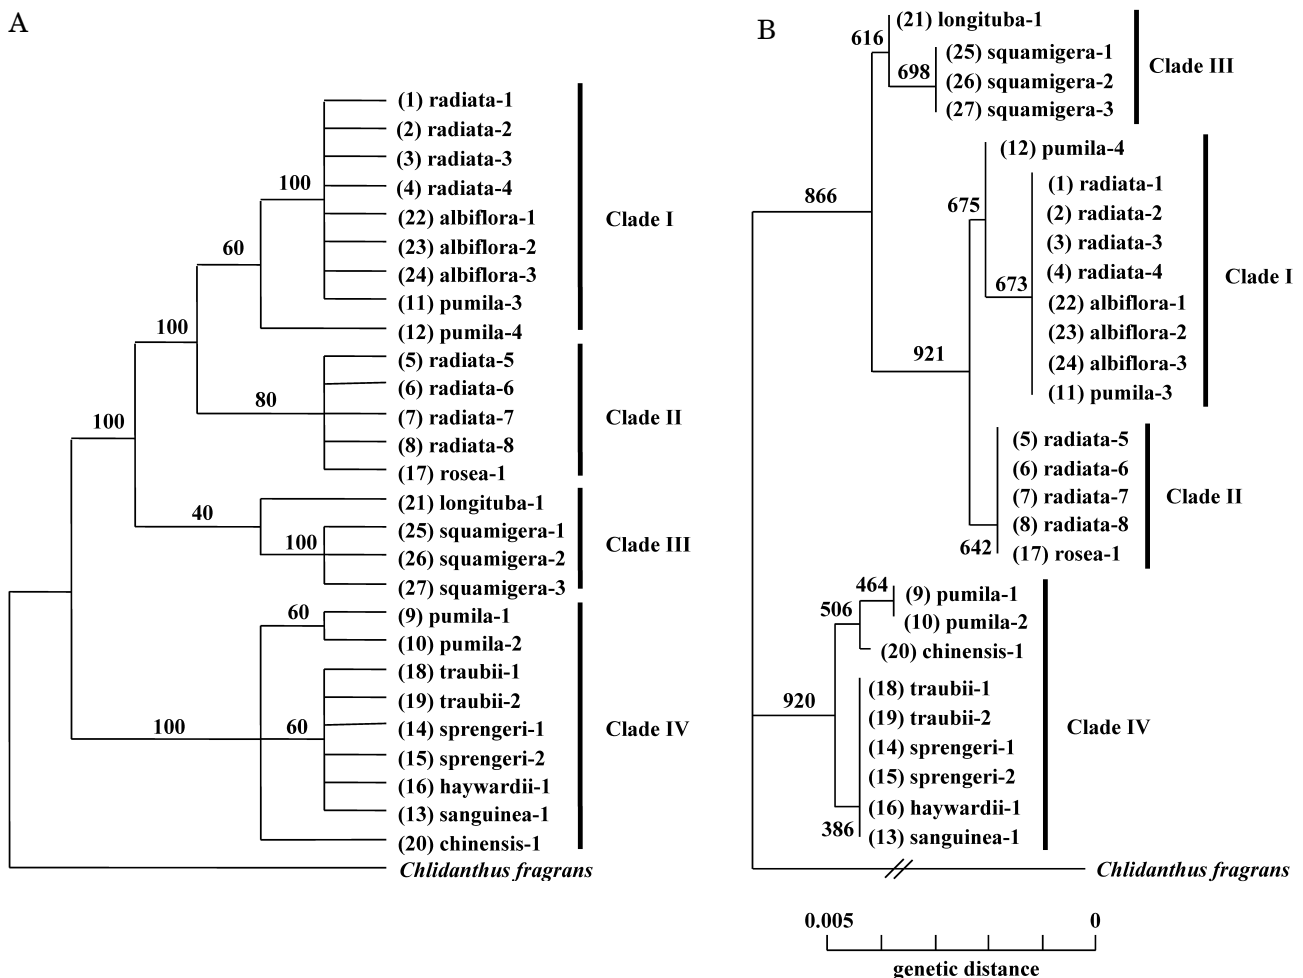 A
100
(1) radiata-1
(2) radiata-2
(3) radiata-3
(4) radiata-4
(22) albiflora-1
(23) albiflora-2
(24) albiflora-3
(11) pumila-3
60
(12) pumila-4
Clade I
100
80
(5) radiata-5
(6) radiata-6
(7) radiata-7
(8) radiata-8
(17) rosea-1
Clade II
100
40
(21) longituba-1
100
(25) squamigera-1
(26) squamigera-2
(27) squamigera-3
Clade III
60
(9) pumila-1
(10) pumila-2
100
60
(18) traubii-1
(19) traubii-2
(14) sprengeri-1
(15) sprengeri-2
(16) haywardii-1
(13) sanguinea-1
(20) chinensis-1
Clade IV
Chlidanthus fragrans
B
616
(21) longituba-1
698
(25) squamigera-1
(26) squamigera-2
(27) squamigera-3
Clade III
866
675
(12) pumila-4
673
(1) radiata-1
(2) radiata-2
(3) radiata-3
(4) radiata-4
(22) albiflora-1
(23) albiflora-2
(24) albiflora-3
(11) pumila-3
Clade I
921
642
(5) radiata-5
(6) radiata-6
(7) radiata-7
(8) radiata-8
(17) rosea-1
Clade II
920
506
464
(9) pumila-1
(10) pumila-2
(20) chinensis-1
386
(18) traubii-1
(19) traubii-2
(14) sprengeri-1
(15) sprengeri-2
(16) haywardii-1
(13) sanguinea-1
Clade IV
Chlidanthus fragrans
0.005 0
genetic distance